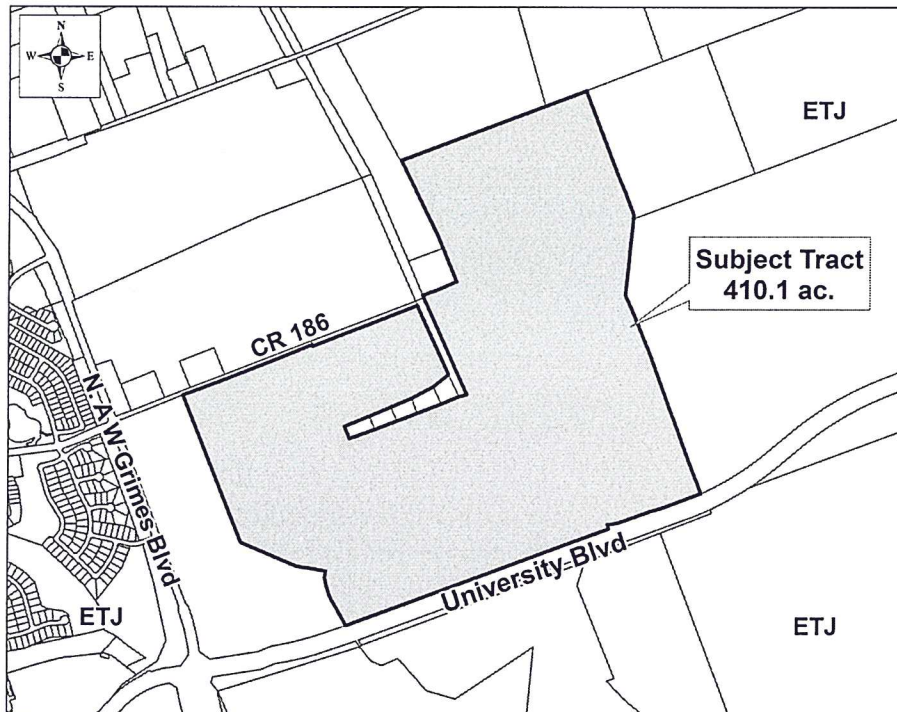 N
W E
S
ETJ
Subject Tract
410.1 ac.
CR 186
N. A W Grimes Blvd
University Blvd
ETJ
ETJ